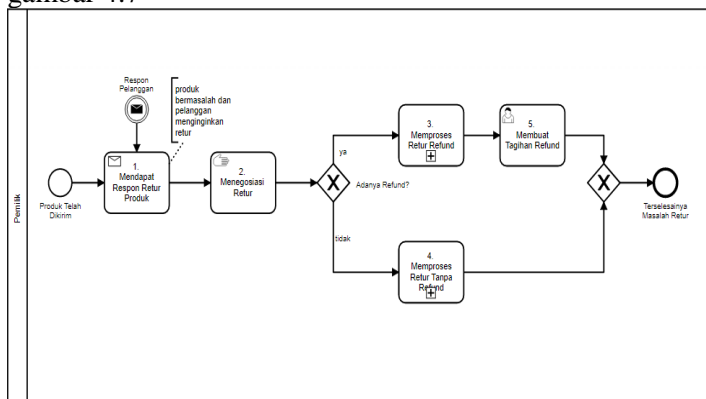 gambar 4.7
Respon
Pelanggan
produk
bermasalah dan
pelanggan
menginginkan
retur
1.
Mendapat
Respon Retur
Produk
2.
Menegosiasi
Retur
Produk Telah
Dikirim
ya
Adanya Refund?
tidak
3.
Memproses
Retur Refund
5.
Membuat
Tagihan Refund
4.
Memproses
Retur Tanpa
Refund
Terselesainya
Masalah Retur
Pemilik